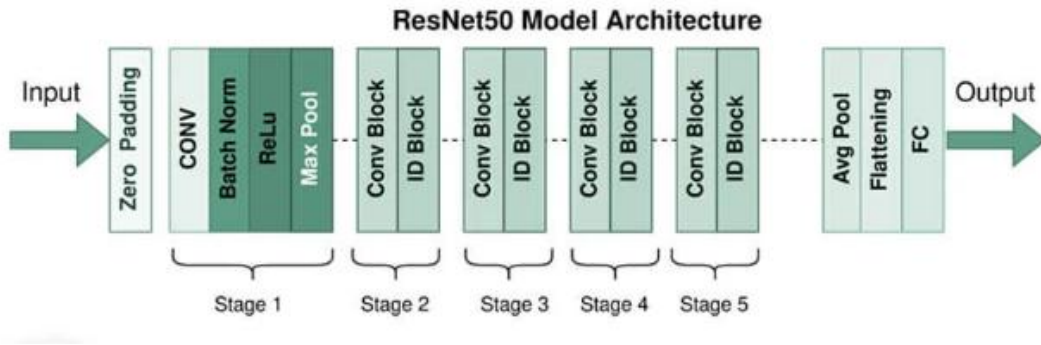 ResNet50 Model Architecture
Input
Zero Padding
CONV
Batch Norm
ReLu
Max Pool
Conv Block
ID Block
Conv Block
ID Block
Conv Block
ID Block
Conv Block
ID Block
Avg Pool
Flattening
FC
Output
Stage 1
Stage 2
Stage 3
Stage 4
Stage 5